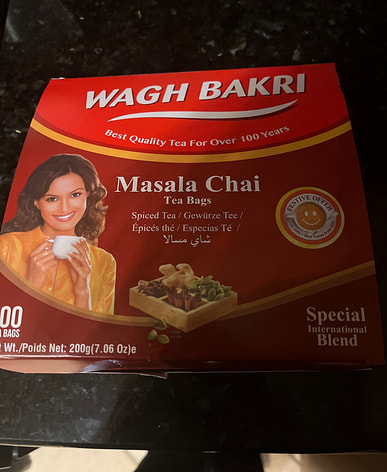 WAGH BAKRI
Best Quality Tea For Over 100 Years
Masala Chai
Tea Bags
Spiced Tea / Gewürze Tee /
Épicés thé / Especias Té /
شاي مسالا
FESTIVE OFFER
00
BAGS
Wt./Poids Net: 200g(7.06 Oz)e
Special
International
Blend